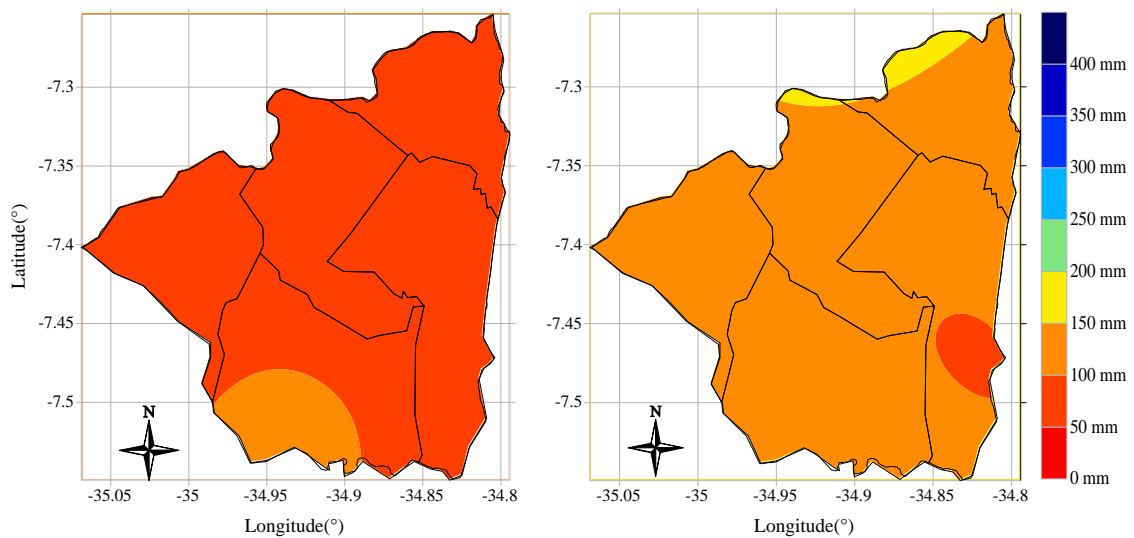 Latitude(°)
-7.3
-7.35
-7.4
-7.45
-7.5
N
-35.05
-35
-34.95
-34.9
-34.85
-34.8
Longitude(°)
-7.3
-7.35
-7.4
-7.45
-7.5
N
-35.05
-35
-34.95
-34.9
-34.85
-34.8
Longitude(°)
400 mm
350 mm
300 mm
250 mm
200 mm
150 mm
100 mm
50 mm
0 mm